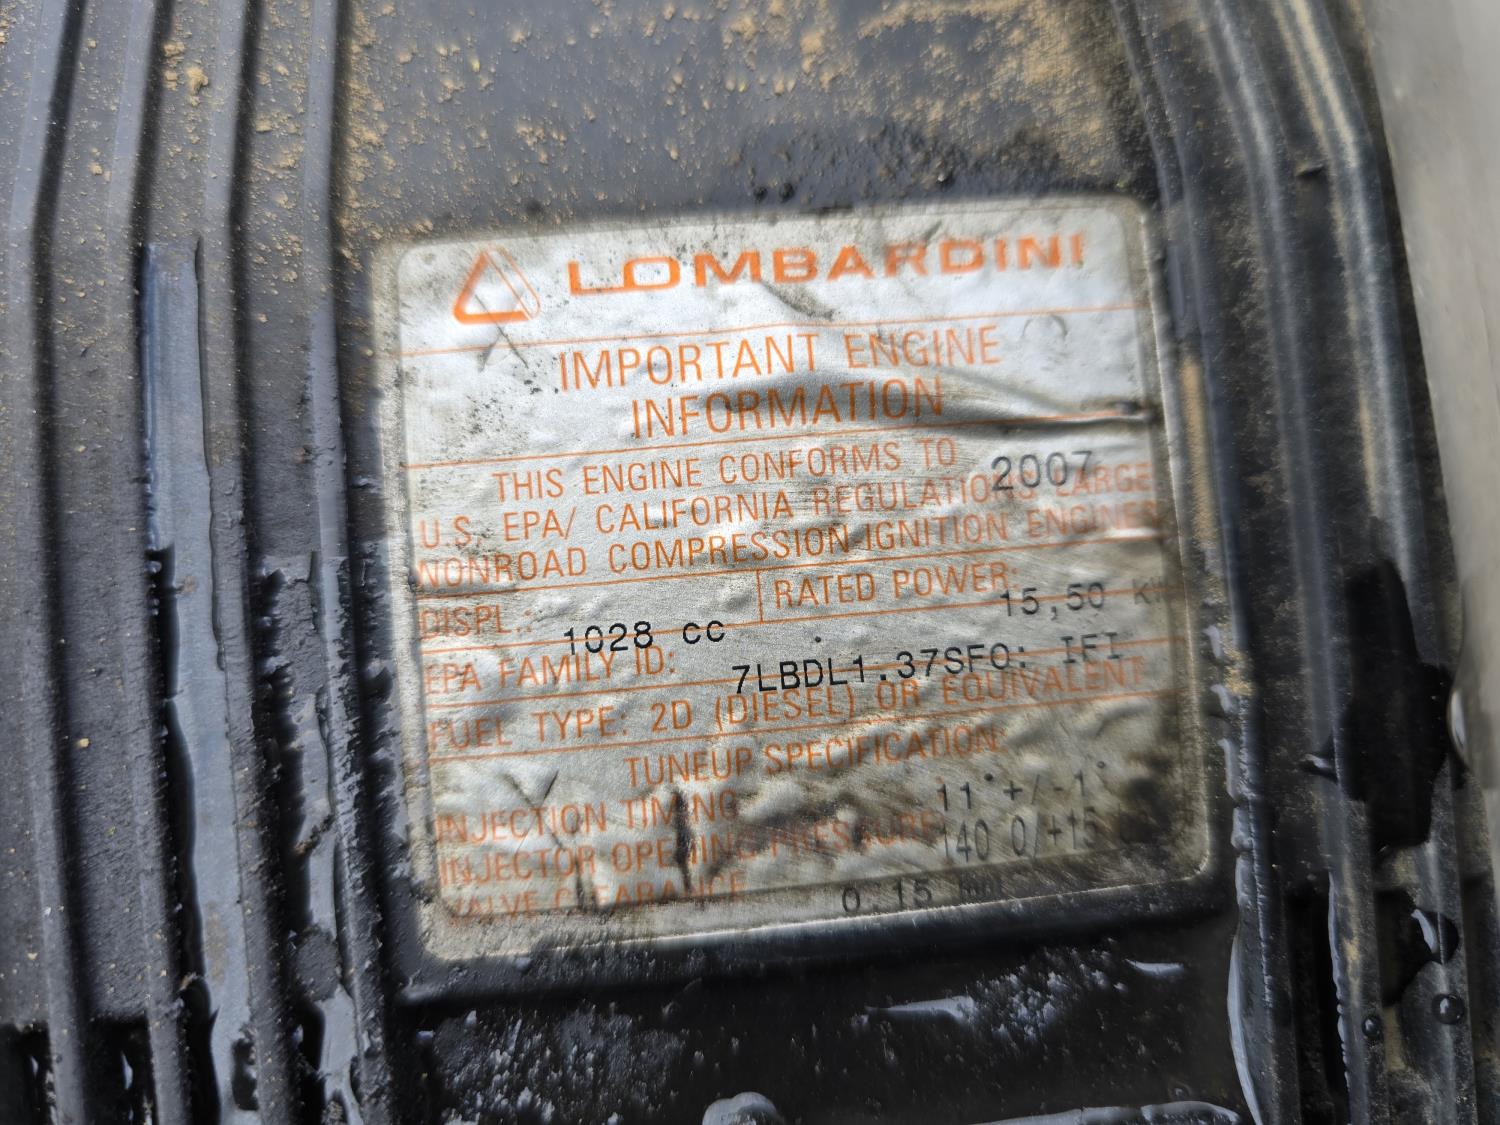 LOMBARDINI
IMPORTANT ENGINE
INFORMATION
THIS ENGINE CONFORMS TO 2007
U.S. EPA/ CALIFORNIA REGULATIONS LARGE
NONROAD COMPRESSION IGNITION ENGINES
DISPL.: 1028 cc RATED POWER: 15,50 kW
EPA FAMILY ID: 7LBDL1.37SFO: IFI
FUEL TYPE: 2D (DIESEL) OR EQUIVALENT
TUNEUP SPECIFICATION:
INJECTION TIMING 11°+/-1°
INJECTOR OPENING PRESSURE 140 0/+15
VALVE CLEARANCE 0.15 mm